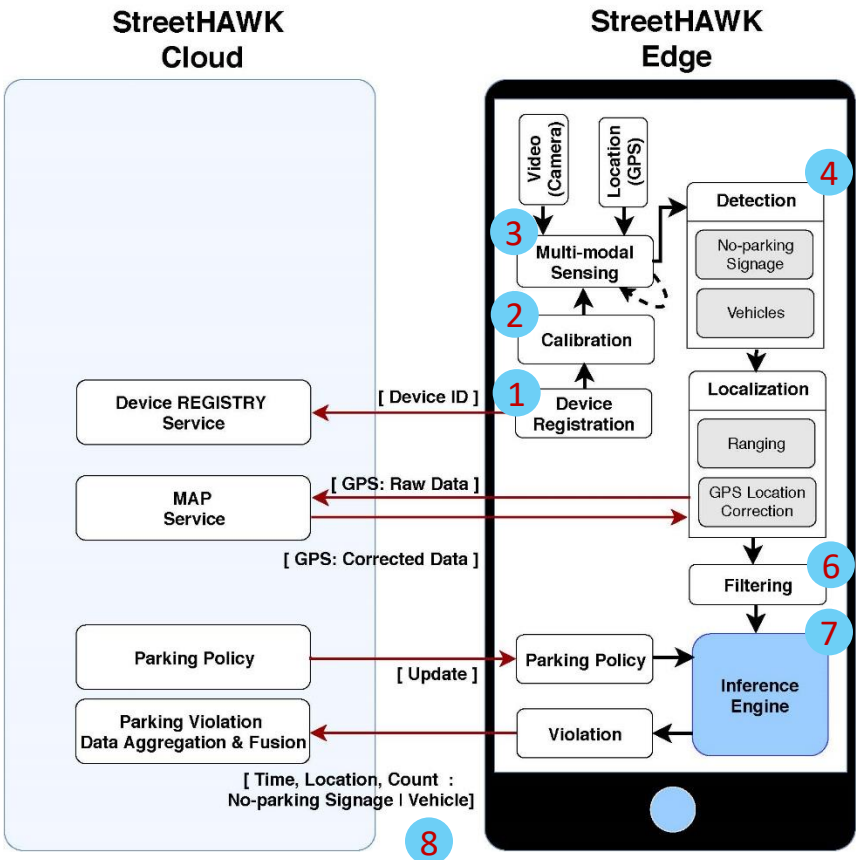 StreetHAWK
Cloud
StreetHAWK
Edge
Video
(Camera)
Location
(GPS)
4
Detection
No-parking
Signage
Vehicles
3
Multi-modal
Sensing
2
Calibration
1
Device
Registration
[ Device ID ]
Device REGISTRY
Service
Localization
Ranging
GPS Location
Correction
[ GPS: Raw Data ]
MAP
Service
[ GPS: Corrected Data ]
6
Filtering
7
Inference
Engine
Parking Policy
[ Update ]
Parking Policy
Parking Violation
Data Aggregation & Fusion
Violation
[ Time, Location, Count :
No-parking Signage | Vehicle]
8